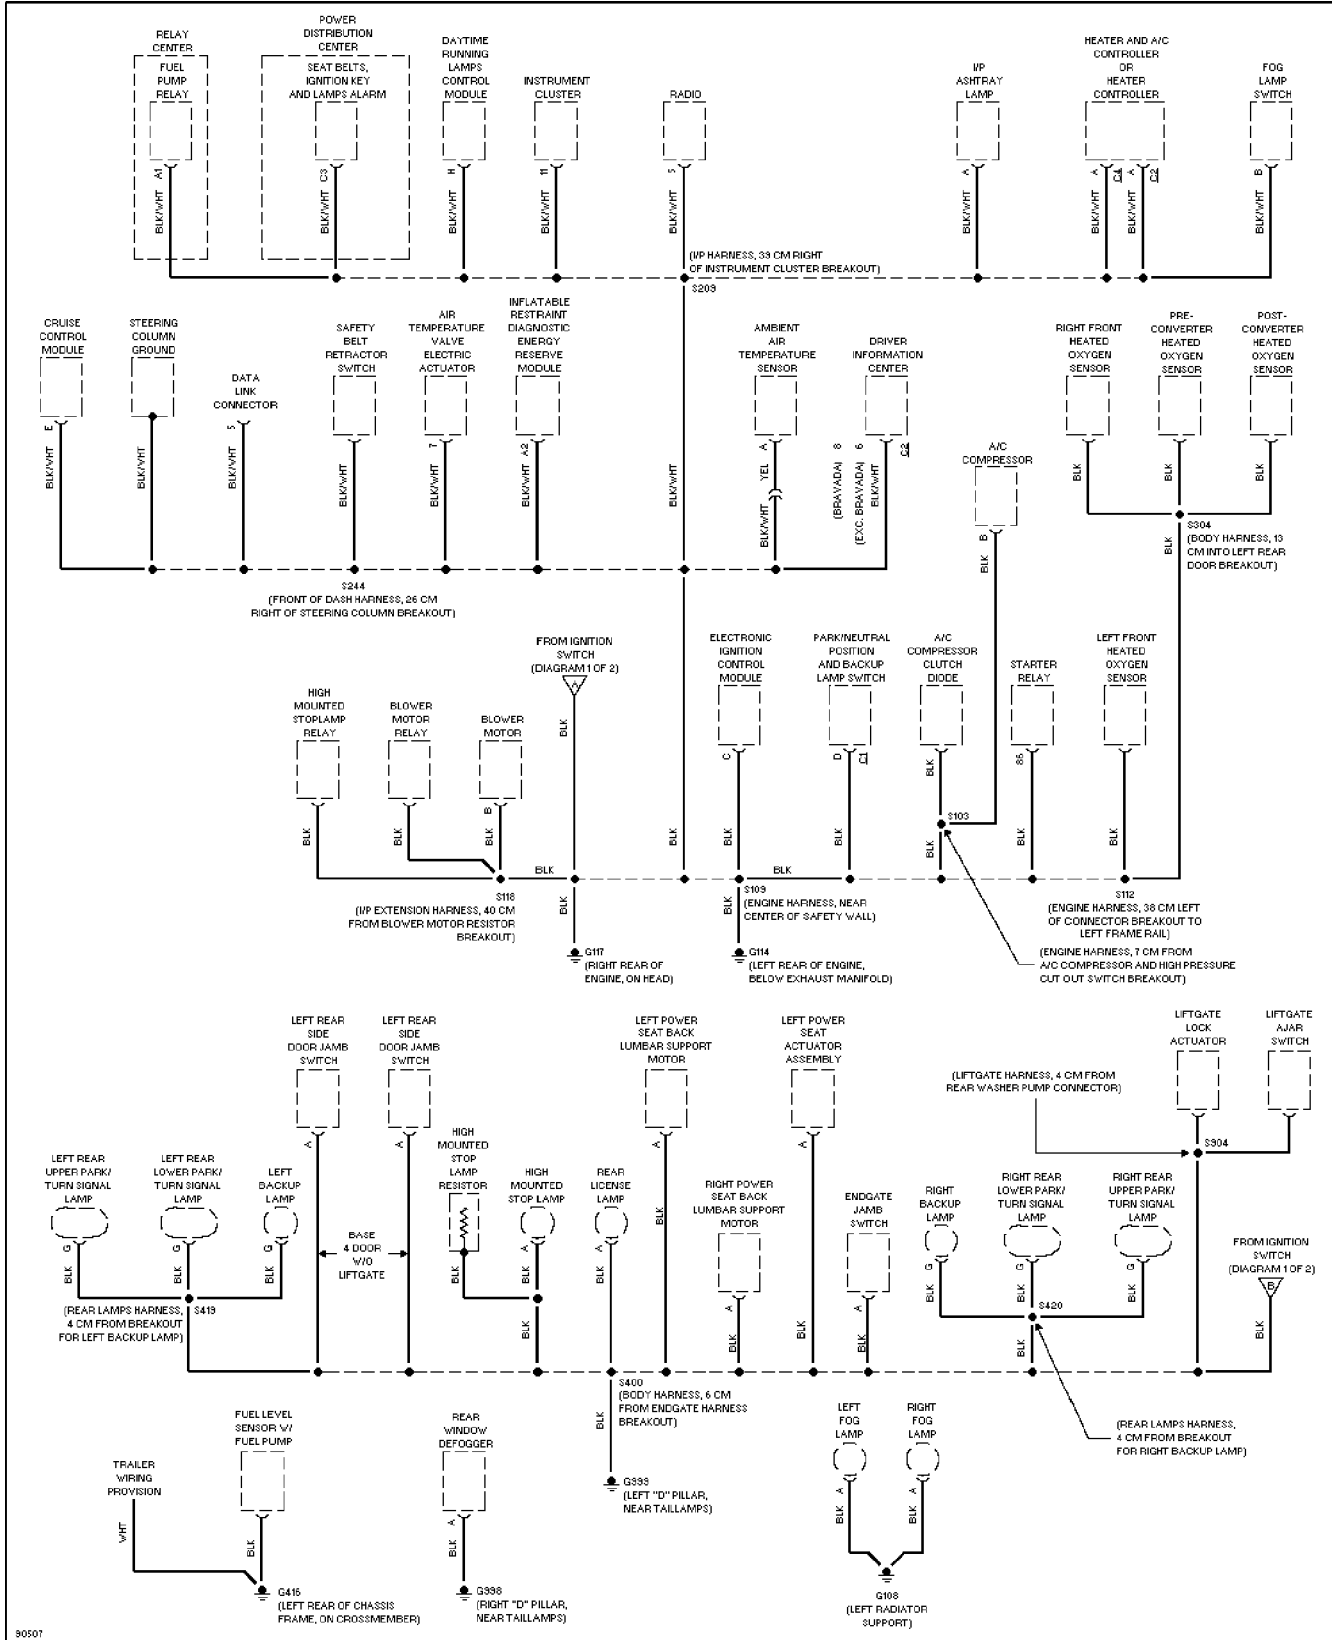 RELAY
CENTER
FUEL
PUMP
RELAY
POWER
DISTRIBUTION
CENTER
SEAT BELTS,
IGNITION KEY
AND LAMPS ALARM
DAYTIME
RUNNING
LAMPS
CONTROL
MODULE
INSTRUMENT
CLUSTER
RADIO
I/P
ASHTRAY
LAMP
HEATER AND A/C
CONTROLLER
OR
HEATER
CONTROLLER
FOG
LAMP
SWITCH
A1
C3
H
11
5
A
A
C4
A
C2
B
BLK/WHT
BLK/WHT
BLK/WHT
BLK/WHT
BLK/WHT
BLK/WHT
BLK/WHT
BLK/WHT
BLK/WHT
(I/P HARNESS, 39 CM RIGHT
OF INSTRUMENT CLUSTER BREAKOUT)
S209
CRUISE
CONTROL
MODULE
STEERING
COLUMN
GROUND
DATA
LINK
CONNECTOR
SAFETY
BELT
RETRACTOR
SWITCH
AIR
TEMPERATURE
VALVE
ELECTRIC
ACTUATOR
INFLATABLE
RESTRAINT
DIAGNOSTIC
ENERGY
RESERVE
MODULE
AMBIENT
AIR
TEMPERATURE
SENSOR
DRIVER
INFORMATION
CENTER
A/C
COMPRESSOR
RIGHT FRONT
HEATED
OXYGEN
SENSOR
PRE-
CONVERTER
HEATED
OXYGEN
SENSOR
POST-
CONVERTER
HEATED
OXYGEN
SENSOR
E
5
7
A2
A
(BRAVADA) 8
(EXC. BRAVADA) 6
C2
B
BLK/WHT
BLK/WHT
BLK/WHT
BLK/WHT
BLK/WHT
BLK/WHT
BLK/WHT
YEL
BLK/WHT
BLK/WHT
BLK
BLK
BLK
BLK
BLK
S304
(BODY HARNESS, 13
CM INTO LEFT REAR
DOOR BREAKOUT)
S244
(FRONT OF DASH HARNESS, 26 CM
RIGHT OF STEERING COLUMN BREAKOUT)
HIGH
MOUNTED
STOPLAMP
RELAY
BLOWER
MOTOR
RELAY
BLOWER
MOTOR
FROM IGNITION
SWITCH
(DIAGRAM 1 OF 2)
A
ELECTRONIC
IGNITION
CONTROL
MODULE
PARK/NEUTRAL
POSITION
AND BACKUP
LAMP SWITCH
A/C
COMPRESSOR
CLUTCH
DIODE
STARTER
RELAY
LEFT FRONT
HEATED
OXYGEN
SENSOR
B
C
D
C1
86
BLK
BLK
BLK
BLK
BLK
BLK
BLK
BLK
BLK
BLK
BLK
S103
BLK
BLK
S118
(I/P EXTENSION HARNESS, 40 CM
FROM BLOWER MOTOR RESISTOR
BREAKOUT)
BLK
G117
(RIGHT REAR OF
ENGINE, ON HEAD)
S109
(ENGINE HARNESS, NEAR
CENTER OF SAFETY WALL)
BLK
G114
(LEFT REAR OF ENGINE,
BELOW EXHAUST MANIFOLD)
S112
(ENGINE HARNESS, 38 CM LEFT
OF CONNECTOR BREAKOUT TO
LEFT FRAME RAIL)
(ENGINE HARNESS, 7 CM FROM
A/C COMPRESSOR AND HIGH PRESSURE
CUT OUT SWITCH BREAKOUT)
LEFT REAR
SIDE
DOOR JAMB
SWITCH
LEFT REAR
SIDE
DOOR JAMB
SWITCH
LEFT POWER
SEAT BACK
LUMBAR SUPPORT
MOTOR
LEFT POWER
SEAT
ACTUATOR
ASSEMBLY
LIFTGATE
LOCK
ACTUATOR
LIFTGATE
AJAR
SWITCH
(LIFTGATE HARNESS, 4 CM FROM
REAR WASHER PUMP CONNECTOR)
S904
A
A
A
A
LEFT REAR
UPPER PARK/
TURN SIGNAL
LAMP
LEFT REAR
LOWER PARK/
TURN SIGNAL
LAMP
LEFT
BACKUP
LAMP
HIGH
MOUNTED
STOP
LAMP
RESISTOR
HIGH
MOUNTED
STOP LAMP
REAR
LICENSE
LAMP
RIGHT POWER
SEAT BACK
LUMBAR SUPPORT
MOTOR
ENDGATE
JAMB
SWITCH
RIGHT
BACKUP
LAMP
RIGHT REAR
LOWER PARK/
TURN SIGNAL
LAMP
RIGHT REAR
UPPER PARK/
TURN SIGNAL
LAMP
FROM IGNITION
SWITCH
(DIAGRAM 1 OF 2)
B
BASE
4 DOOR
W/O
LIFTGATE
G
G
G
A
A
A
A
G
G
G
BLK
BLK
BLK
BLK
BLK
BLK
BLK
BLK
BLK
BLK
S419
(REAR LAMPS HARNESS,
4 CM FROM BREAKOUT
FOR LEFT BACKUP LAMP)
S420
BLK
BLK
BLK
BLK
BLK
BLK
BLK
BLK
BLK
BLK
BLK
S400
(BODY HARNESS, 6 CM
FROM ENDGATE HARNESS
BREAKOUT)
BLK
G999
(LEFT "D" PILLAR,
NEAR TAILLAMPS)
(REAR LAMPS HARNESS,
4 CM FROM BREAKOUT
FOR RIGHT BACKUP LAMP)
TRAILER
WIRING
PROVISION
FUEL LEVEL
SENSOR W/
FUEL PUMP
REAR
WINDOW
DEFOGGER
LEFT
FOG
LAMP
RIGHT
FOG
LAMP
A
A
A
WHT
BLK
BLK
BLK
BLK
G416
(LEFT REAR OF CHASSIS
FRAME, ON CROSSMEMBER)
G998
(RIGHT "D" PILLAR,
NEAR TAILLAMPS)
G108
(LEFT RADIATOR
SUPPORT)
90507